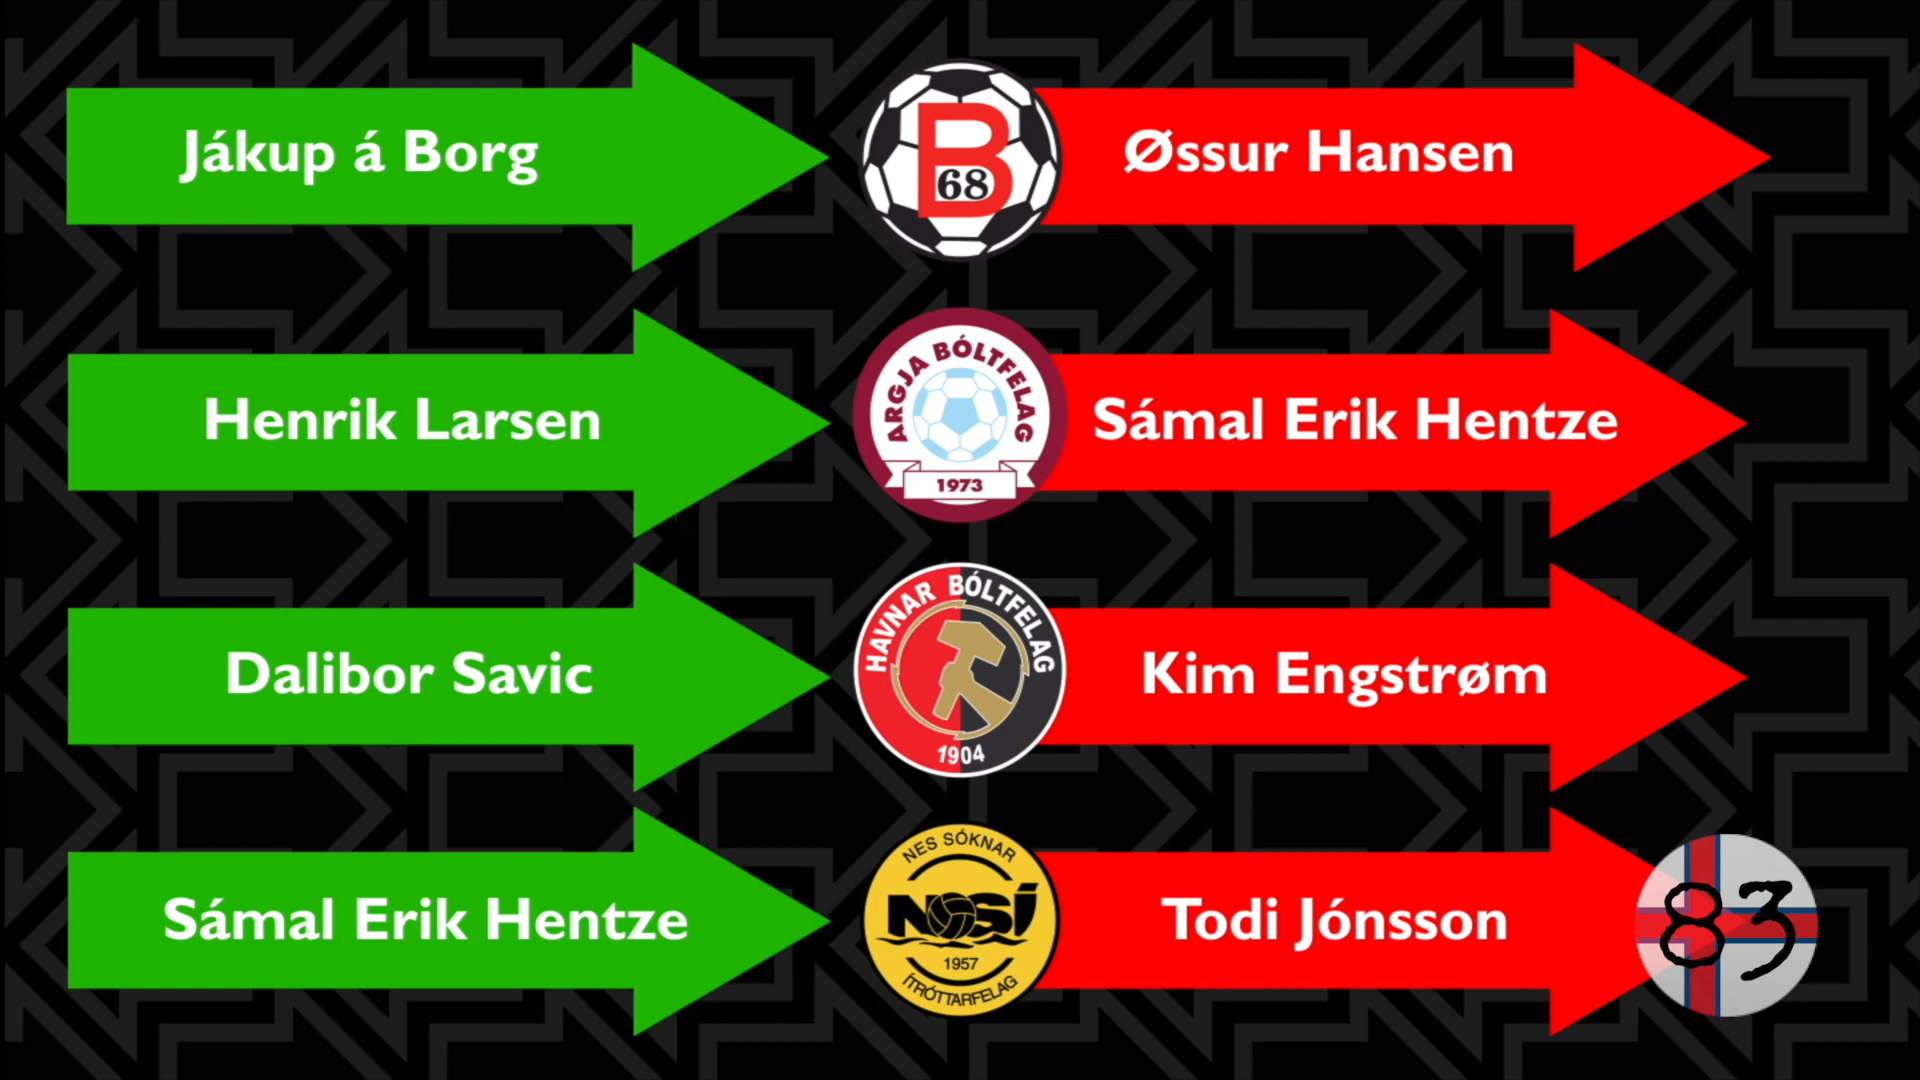 Jákup á Borg
B
68
Øssur Hansen
Henrik Larsen
ARGJA BÓLTFELAG
1973
Sámal Erik Hentze
Dalibor Savic
HAVNAR BÓLTFELAG
1904
Kim Engstrøm
Sámal Erik Hentze
NES SÓKNAR
NSÍ
1957
ÍTRÓTTARFELAG
Todi Jónsson
83